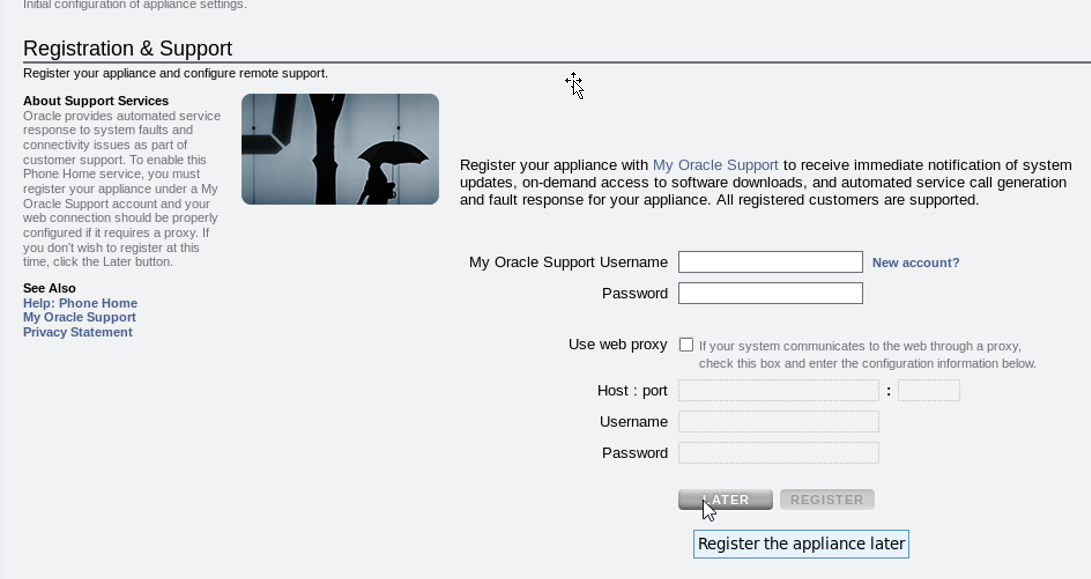 Initial configuration of appliance settings.
Registration & Support
Register your appliance and configure remote support.
About Support Services
Oracle provides automated service
response to system faults and
connectivity issues as part of
customer support. To enable this
Phone Home service, you must
register your appliance under a My
Oracle Support account and your
web connection should be properly
configured if it requires a proxy. If
you don't wish to register at this
time, click the Later button.
See Also
Help: Phone Home
My Oracle Support
Privacy Statement
Register your appliance with My Oracle Support to receive immediate notification of system
updates, on-demand access to software downloads, and automated service call generation
and fault response for your appliance. All registered customers are supported.
My Oracle Support Username New account?
Password
Use web proxy If your system communicates to the web through a proxy,
check this box and enter the configuration information below.
Host : port :
Username
Password
LATER REGISTER
Register the appliance later